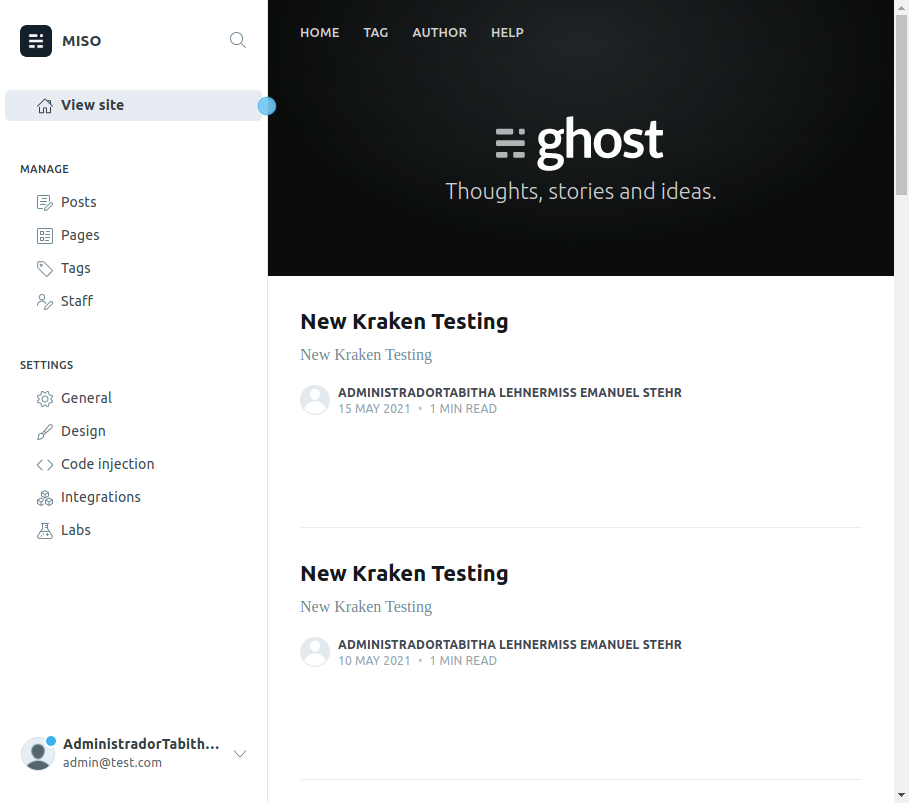 MISO
View site
MANAGE
Posts
Pages
Tags
Staff
SETTINGS
General
Design
Code injection
Integrations
Labs
AdministradorTabith...
admin@test.com
HOME TAG AUTHOR HELP
ghost
Thoughts, stories and ideas.
New Kraken Testing
New Kraken Testing
ADMINISTRADORTABITHA LEHNERMISS EMANUEL STEHR
15 MAY 2021 • 1 MIN READ
New Kraken Testing
New Kraken Testing
ADMINISTRADORTABITHA LEHNERMISS EMANUEL STEHR
10 MAY 2021 • 1 MIN READ